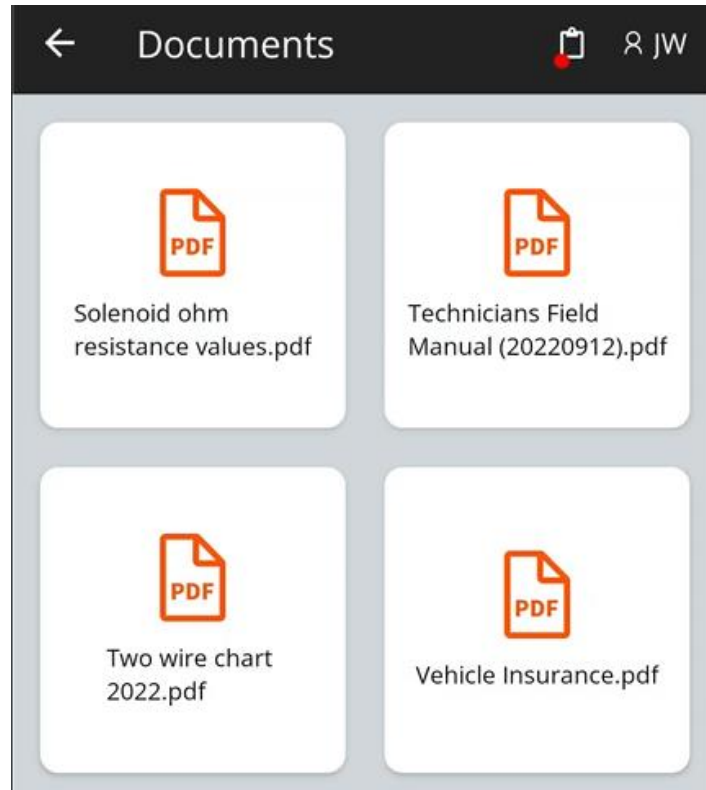 Documents
JW
PDF
Solenoid ohm
resistance values.pdf
PDF
Technicians Field
Manual (20220912).pdf
PDF
Two wire chart
2022.pdf
PDF
Vehicle Insurance.pdf